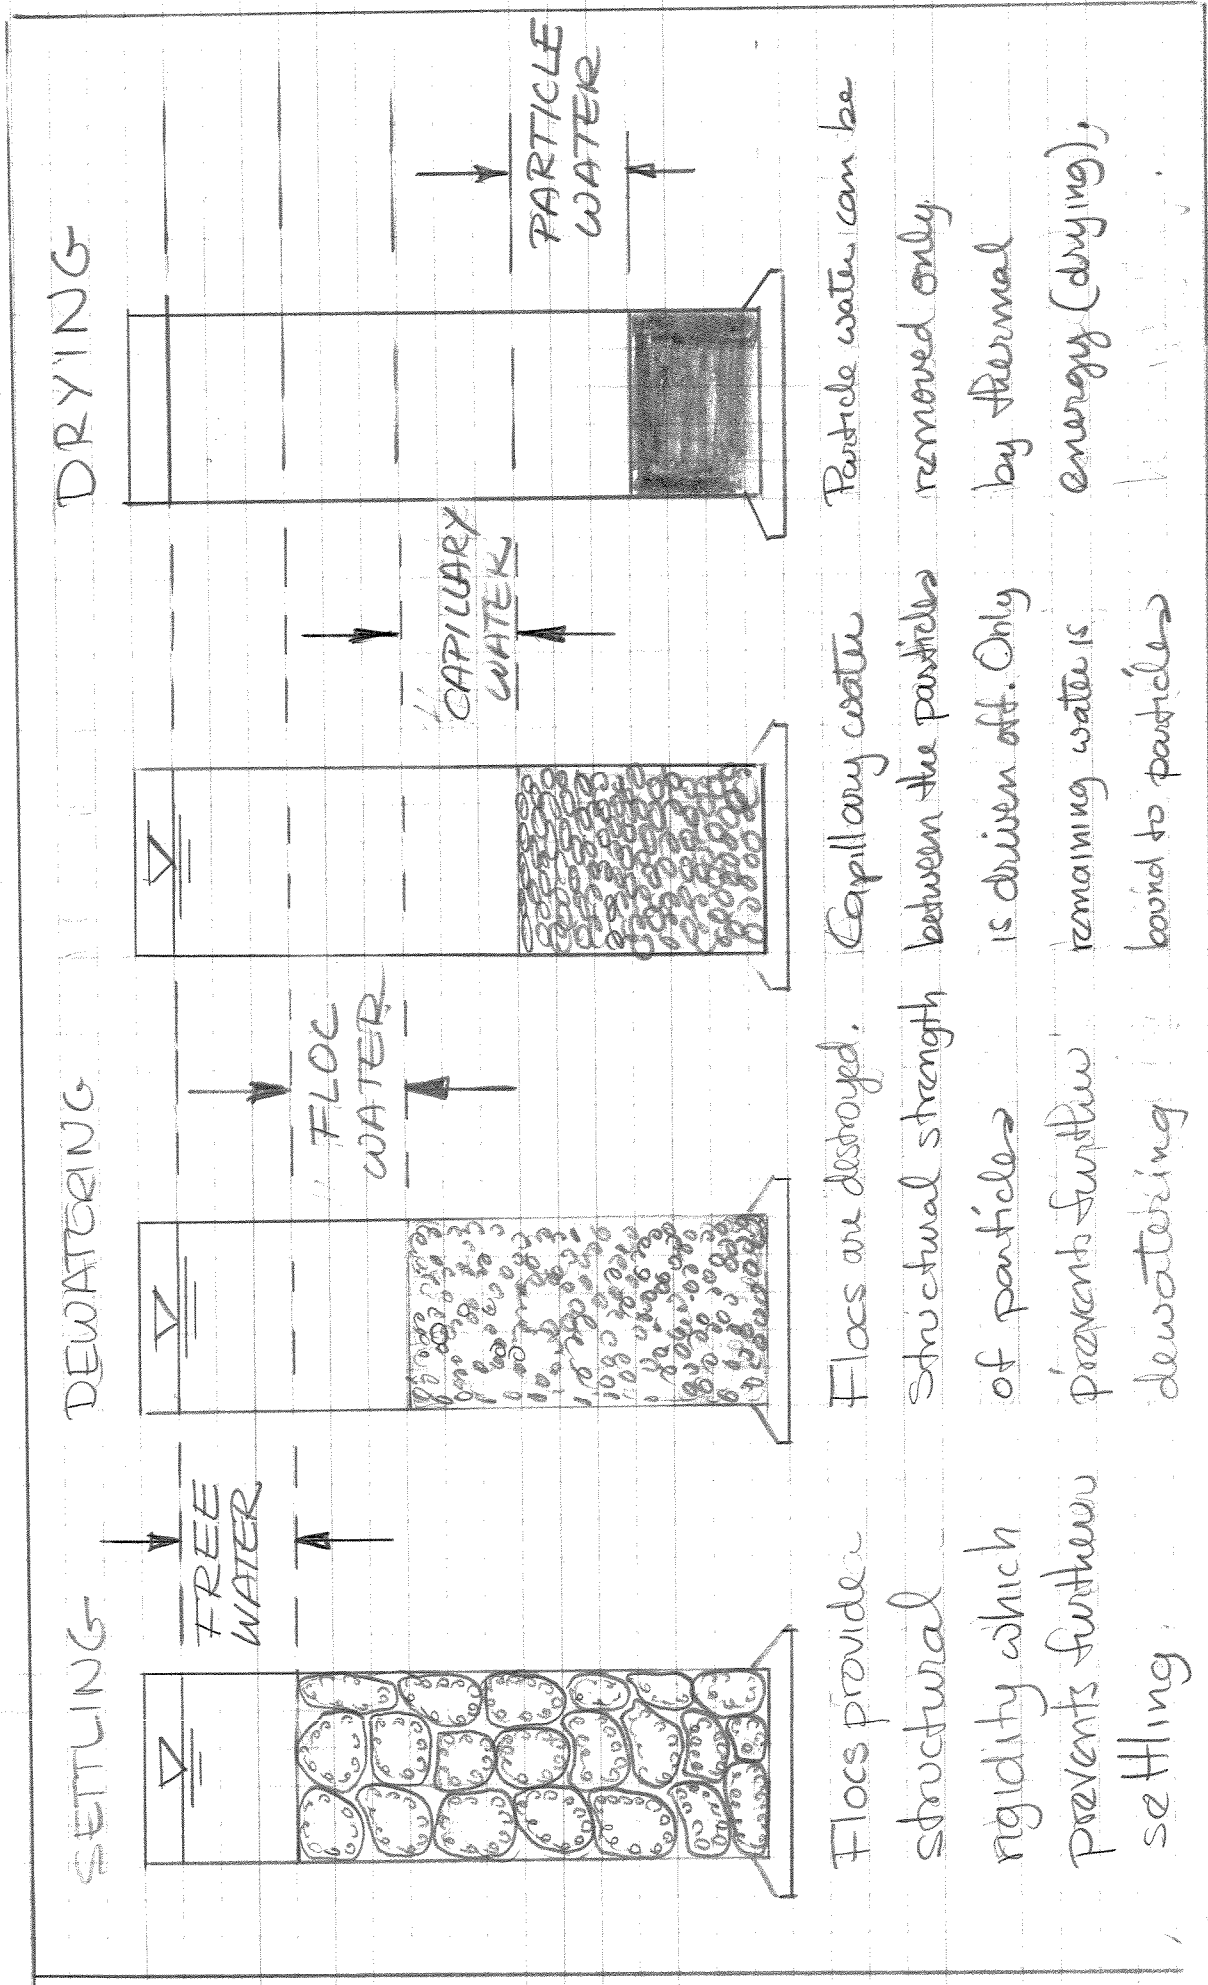 SETTLING
DEWATERING
DRYING
FREE
WATER
FLOC
WATER
CAPILLARY
WATER
PARTICLE
WATER
Flocs provide
structural
rigidity which
prevents further
settling.
Flocs are destroyed.
Structural strength
of particles
prevents further
dewatering
Capillary water
between the particles
is driven off. Only
remaining water is
bound to particles
Particle water can be
removed only
by thermal
energy (drying),